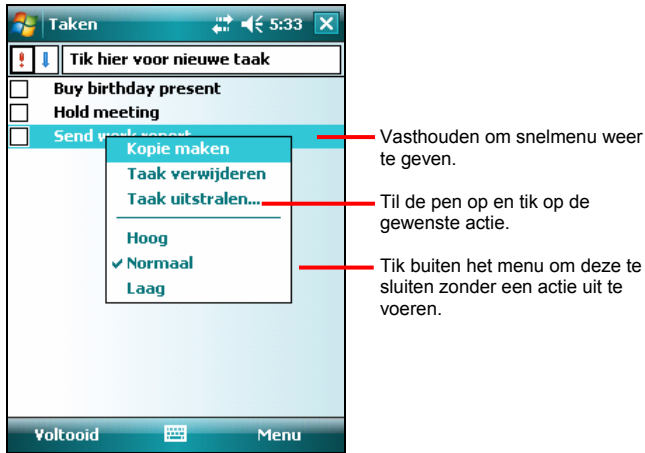 Taken 5:33
Tik hier voor nieuwe taak
Buy birthday present
Hold meeting
Send work report
Kopie maken
Taak verwijderen
Taak uitstralen...
Hoog
Normaal
Laag
Voltooid Menu
Vasthouden om snelmenu weer
te geven.
Til de pen op en tik op de
gewenste actie.
Tik buiten het menu om deze te
sluiten zonder een actie uit te
voeren.